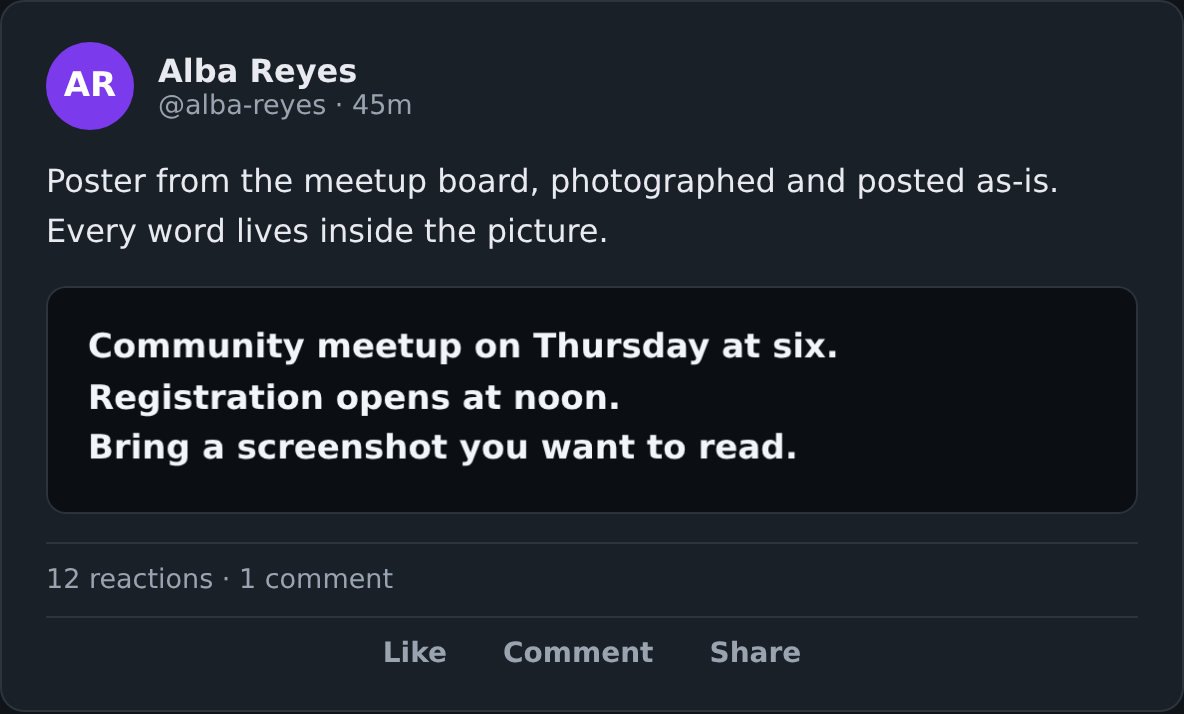 AR
Alba Reyes
@alba-reyes · 45m
Poster from the meetup board, photographed and posted as-is.
Every word lives inside the picture.
Community meetup on Thursday at six.
Registration opens at noon.
Bring a screenshot you want to read.
12 reactions · 1 comment
Like Comment Share